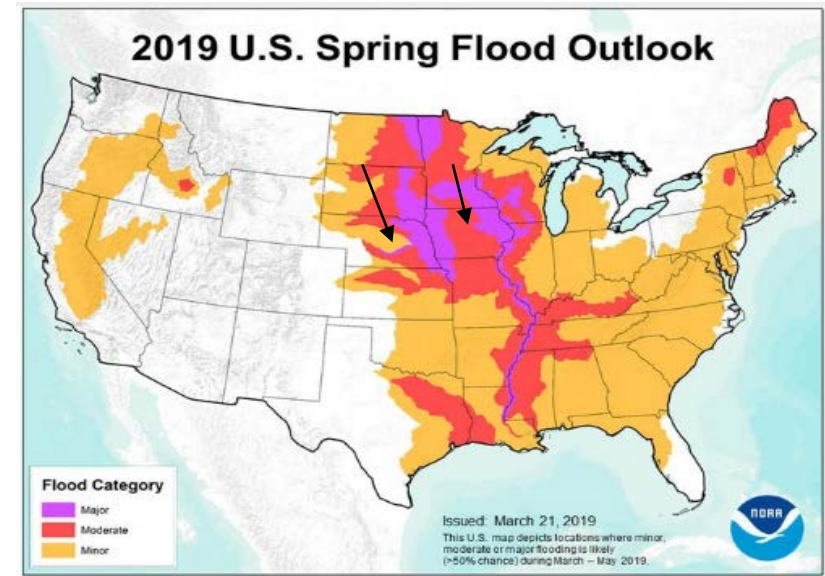 2019 U.S. Spring Flood Outlook
Flood Category
Major
Moderate
Minor
Issued: March 21, 2019
This U.S. map depicts locations where minor,
moderate or major flooding is likely
(>50% chance) during March – May 2019.
NOAA